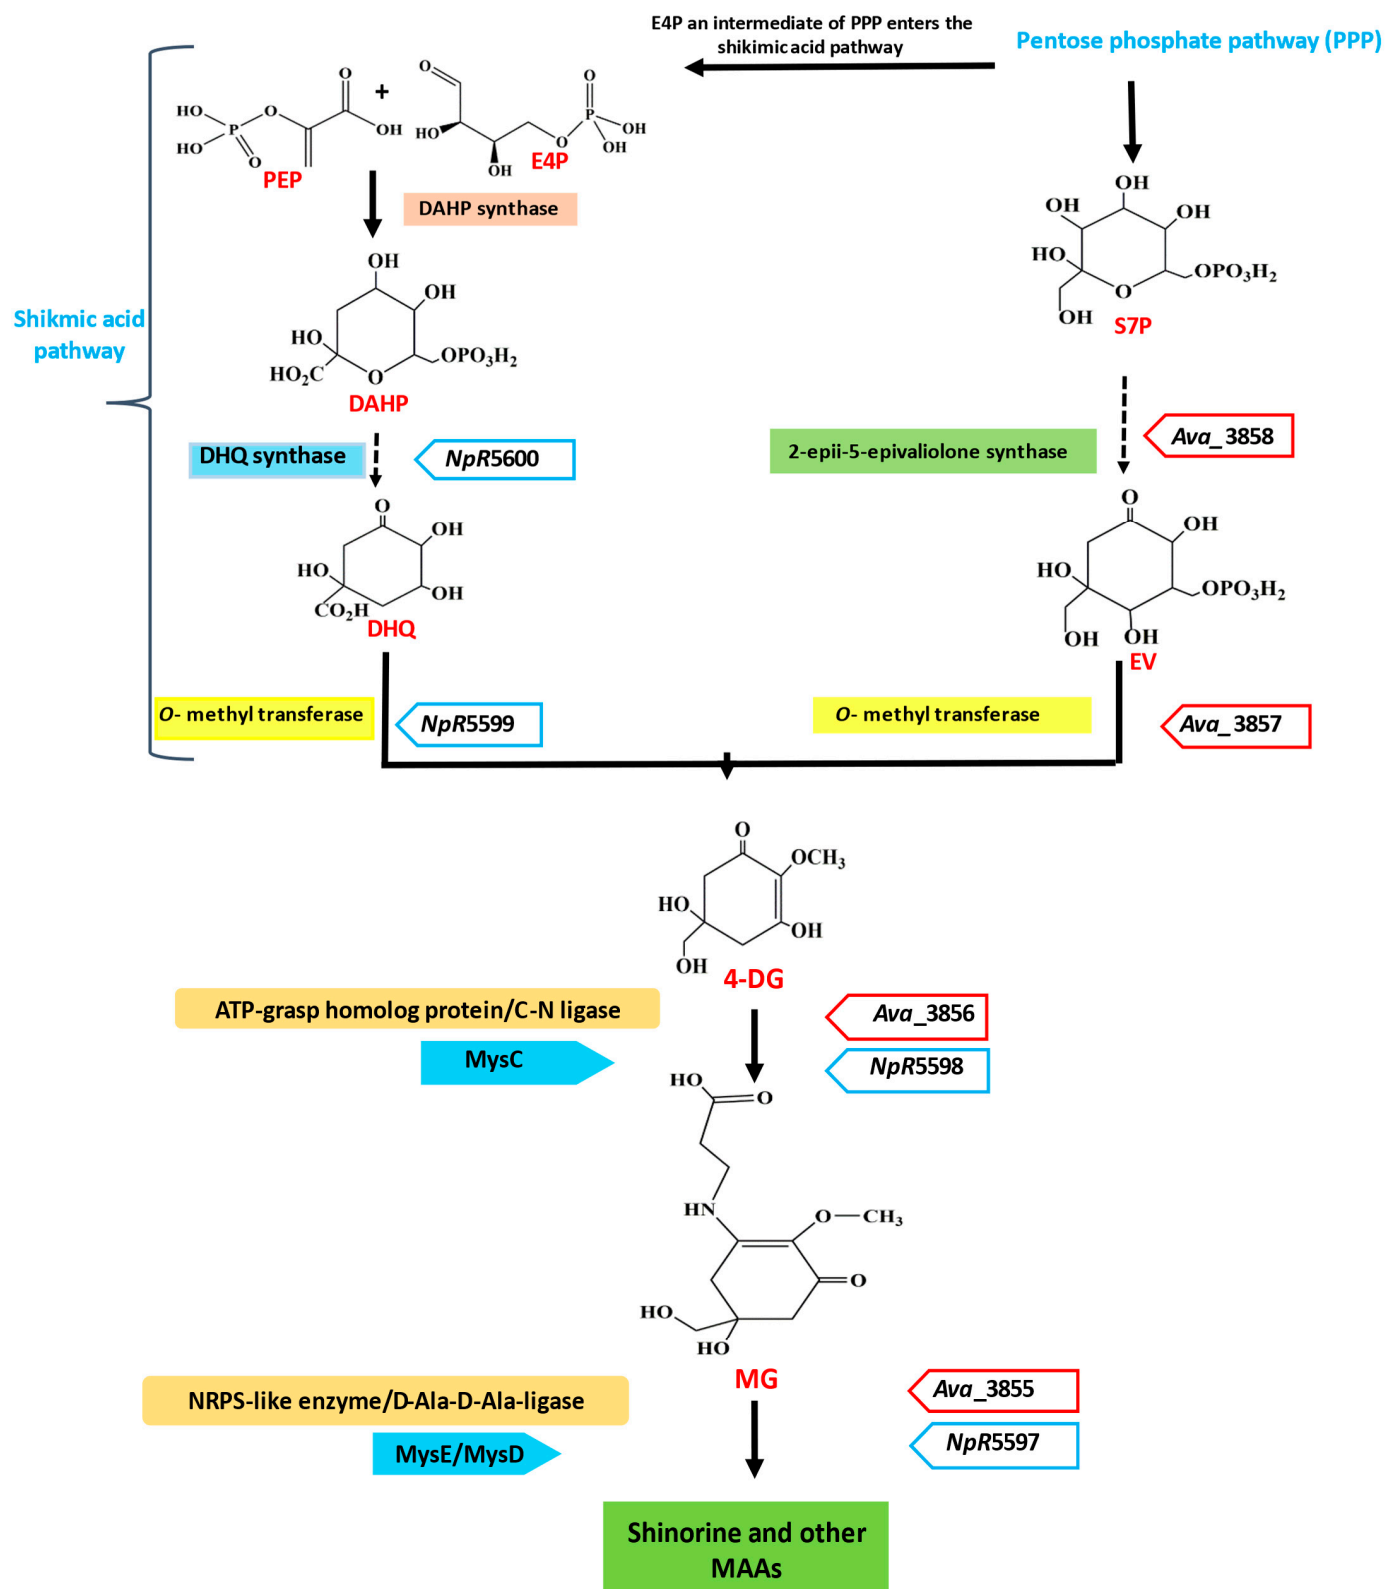 E4P an intermediate of PPP enters the
shikimic acid pathway
Pentose phosphate pathway (PPP)
O
HO
O
P
HO
O
OH
PEP
+
O
HO
OH
O
O
P
OH
OH
E4P
DAHP synthase
OH
OH
OH
HO
OPO3H2
O
OH
S7P
Shikmic acid
pathway
OH
OH
HO
OPO3H2
HO2C
O
DAHP
DHQ synthase
NpR5600
2-epii-5-epivaliolone synthase
Ava_3858
O
OH
HO
OH
CO2H
DHQ
O
OH
HO
OPO3H2
OH
OH
EV
O- methyl transferase
NpR5599
O- methyl transferase
Ava_3857
O
OCH3
HO
OH
OH
4-DG
ATP-grasp homolog protein/C-N ligase
MysC
Ava_3856
NpR5598
HO
O
HN
O—CH3
O
HO
HO
MG
NRPS-like enzyme/D-Ala-D-Ala-ligase
MysE/MysD
Ava_3855
NpR5597
Shinorine and other
MAAs